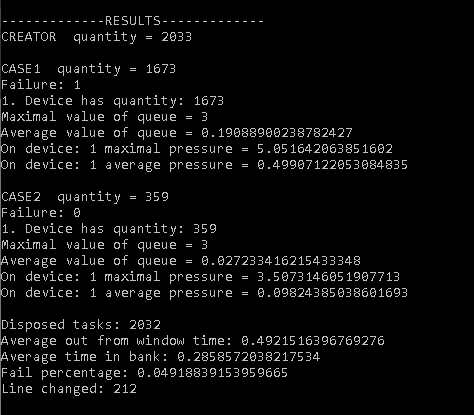 -------------RESULTS-------------
CREATOR  quantity = 2033
CASE1  quantity = 1673
Failure: 1
1. Device has quantity: 1673
Maximal value of queue = 3
Average value of queue = 0.19088900238782427
On device: 1 maximal pressure = 5.051642063851602
On device: 1 average pressure = 0.49907122053084835
CASE2  quantity = 359
Failure: 0
1. Device has quantity: 359
Maximal value of queue = 3
Average value of queue = 0.027233416215433348
On device: 1 maximal pressure = 3.5073146051907713
On device: 1 average pressure = 0.09824385038601693
Disposed tasks: 2032
Average out from window time: 0.4921516396769276
Average time in bank: 0.2858572038217534
Fail percentage: 0.04918839153959665
Line changed: 212